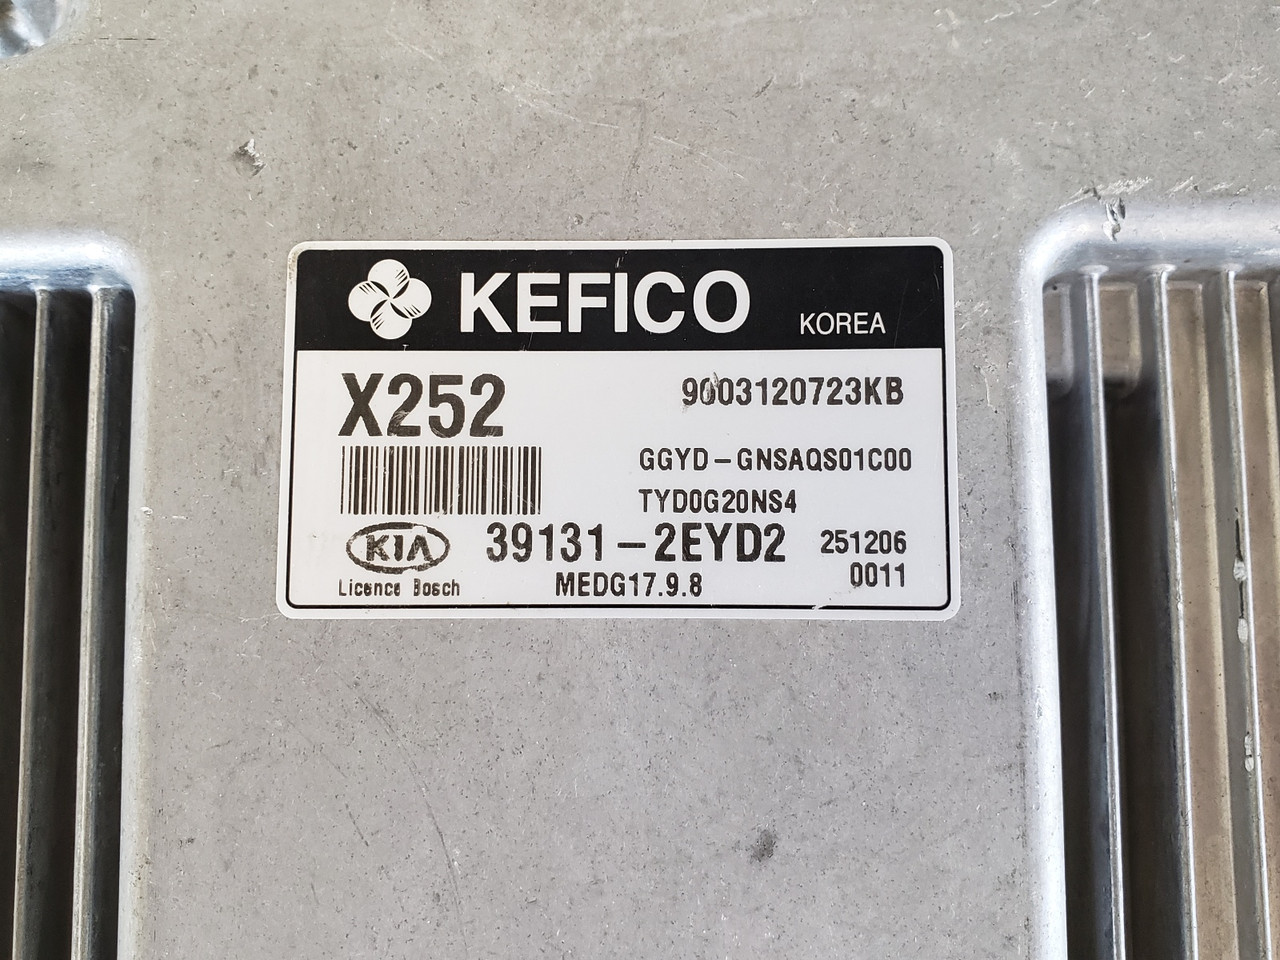 KEFICO KOREA
X252 9003120723KB
GGYD-GNSAQS01C00
TYD0G20NS4
KIA 39131-2EYD2 251206
Licence Bosch MEDG17.9.8 0011